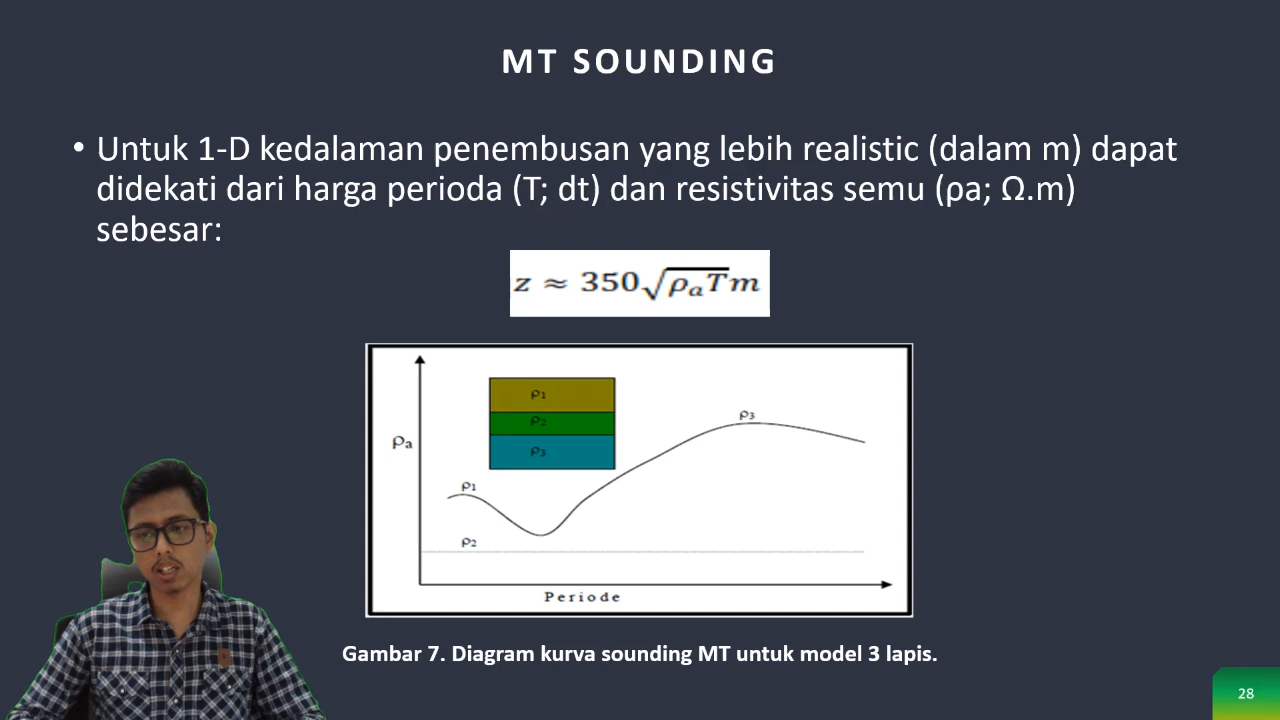 MT SOUNDING
• Untuk 1-D kedalaman penembusan yang lebih realistic (dalam m) dapat
didekati dari harga perioda (T; dt) dan resistivitas semu (ρa; Ω.m)
sebesar:
z ≈ 350√ρₐT m
ρ₁
ρ₂
ρ₃
ρ₃
ρₐ
ρ₁
ρ₂
Periode
Gambar 7. Diagram kurva sounding MT untuk model 3 lapis.
28